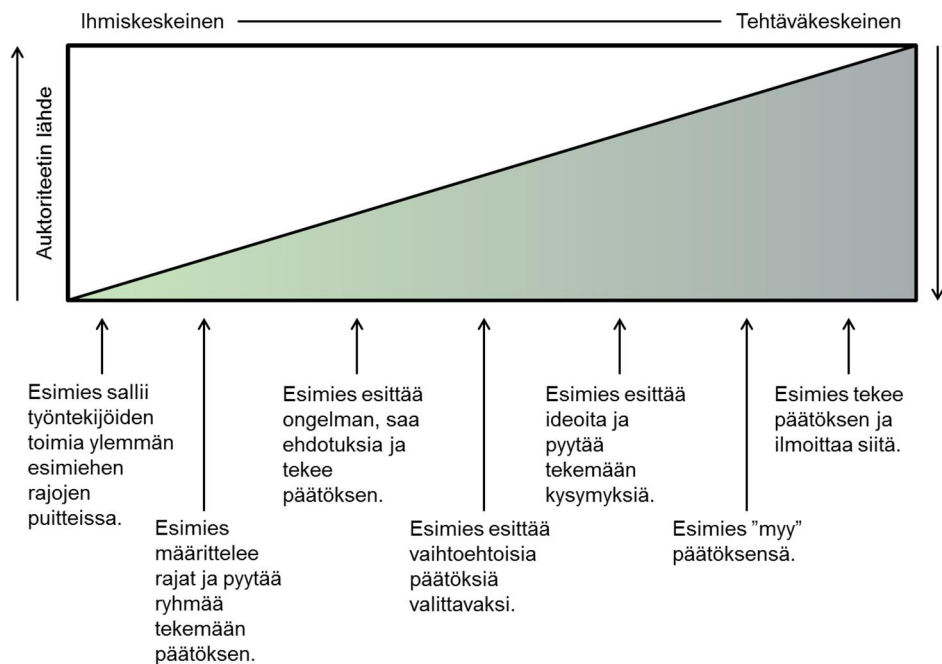 Ihmiskeskeinen
Tehtäväkeskeinen
Auktoriteetin lähde
Esimies sallii
työntekijöiden
toimia ylemmän
esimiehen
rajojen
puitteissa.
Esimies
määrittelee
rajat ja pyytää
ryhmää
tekemään
päätöksen.
Esimies esittää
ongelman, saa
ehdotuksia ja
tekee
päätöksen.
Esimies esittää
vaihtoehtoisia
päätöksiä
valittavaksi.
Esimies esittää
ideoita ja
pyytää
tekemään
kysymyksiä.
Esimies ”myy”
päätöksensä.
Esimies tekee
päätöksen ja
ilmoittaa siitä.